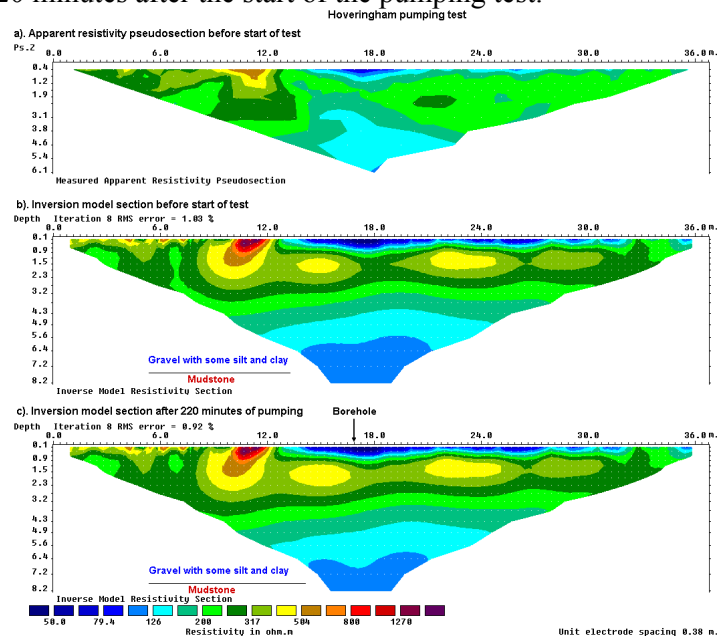 20 minutes after the start of the pumping test.
Hoveringham pumping test
a). Apparent resistivity pseudosection before start of test
Ps.Z 0.0 6.0 12.0 18.0 24.0 30.0 36.0 m.
0.4
1.2
1.9
3.1
3.8
4.6
5.4
6.1
Measured Apparent Resistivity Pseudosection
b). Inversion model section before start of test
Depth Iteration 8 RMS error = 1.03 %
0.0 6.0 12.0 18.0 24.0 30.0 36.0 m.
0.1
0.9
1.5
2.3
3.2
4.3
4.9
5.6
6.4
7.2
8.2
Gravel with some silt and clay
Mudstone
Inverse Model Resistivity Section
c). Inversion model section after 220 minutes of pumping Borehole
Depth Iteration 8 RMS error = 0.92 %
0.0 6.0 12.0 18.0 24.0 30.0 36.0 m.
0.1
0.9
1.5
2.3
3.2
4.3
4.9
5.6
6.4
7.2
8.2
Gravel with some silt and clay
Mudstone
Inverse Model Resistivity Section
50.0 79.4 126 200 317 504 800 1270
Resistivity in ohm.m Unit electrode spacing 0.38 m.